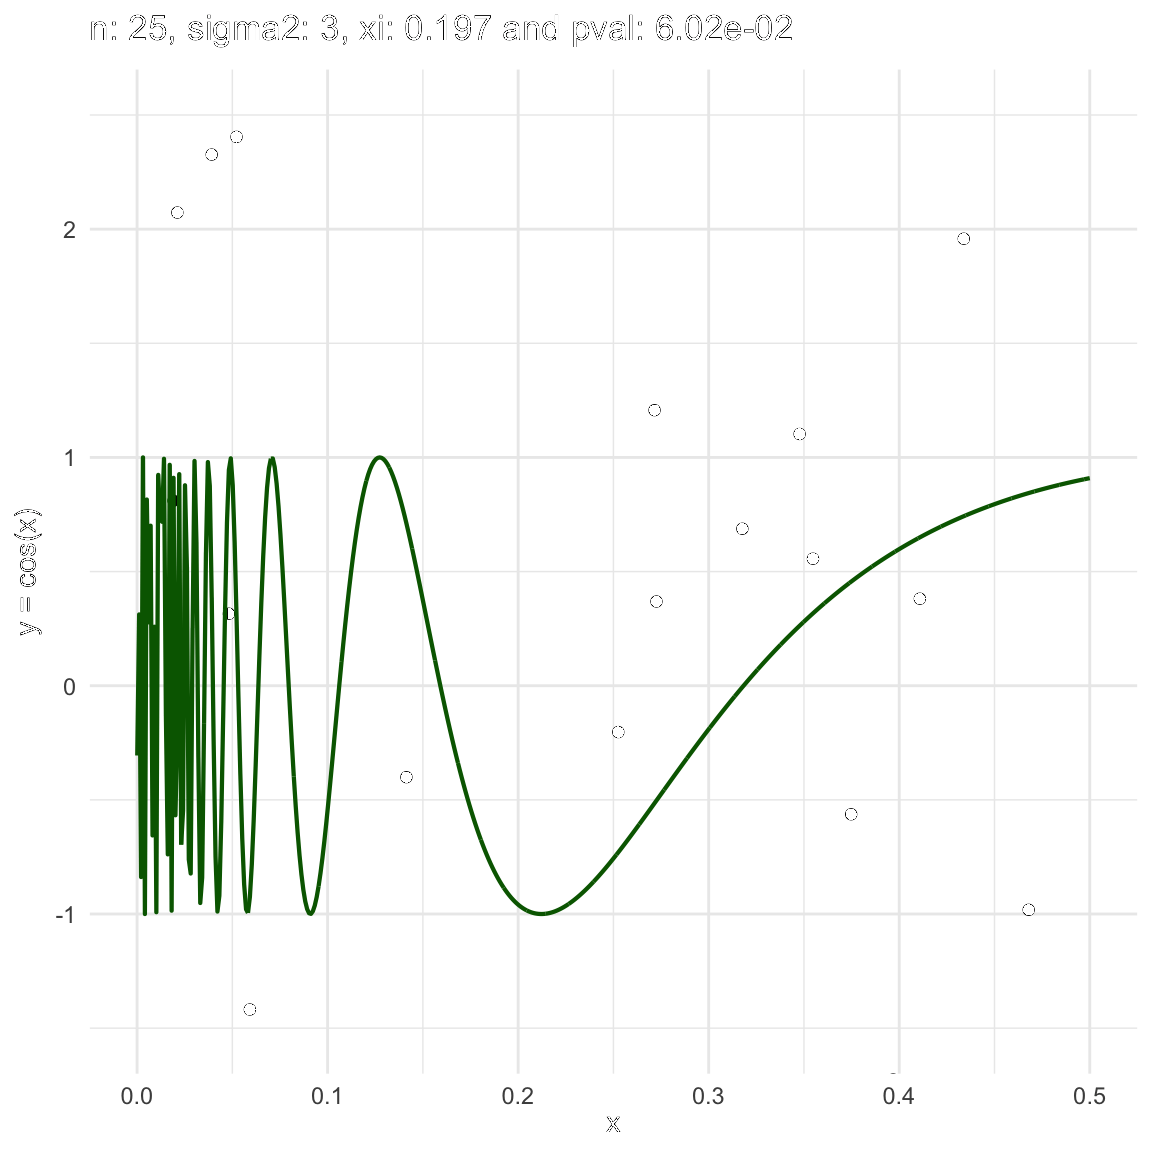 n: 25, sigma2: 3, xi: 0.197 and pval: 6.02e-02
y = cos(x)
2
1
0
-1
0.0 0.1 0.2 0.3 0.4 0.5
x